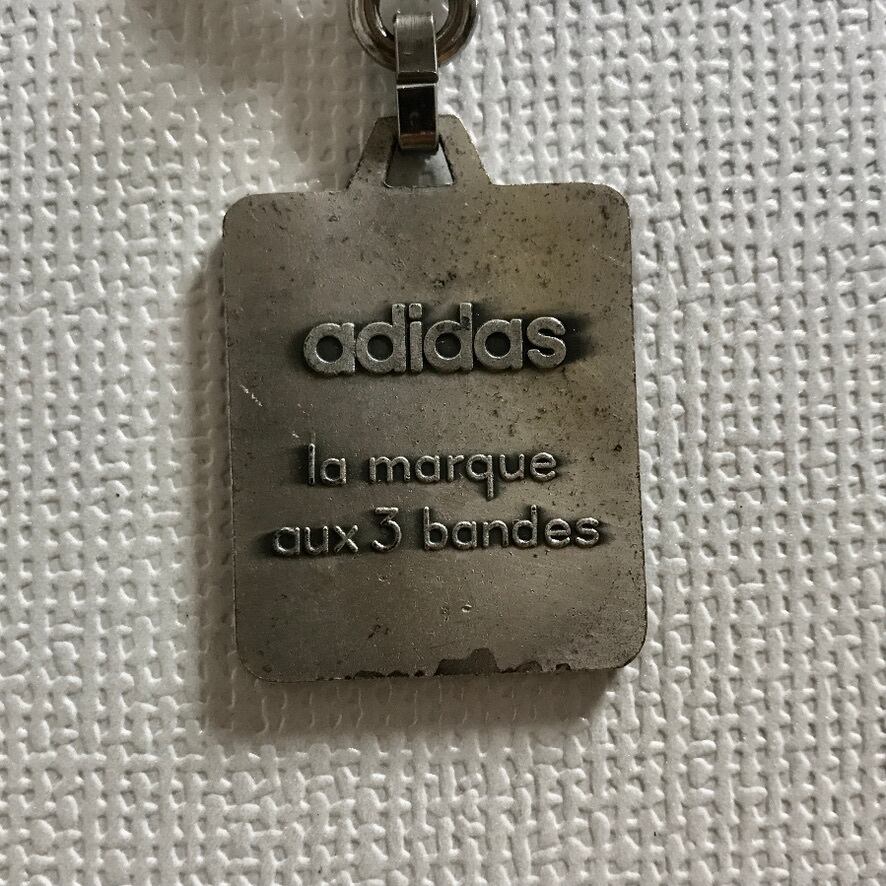 adidas
la marque
aux 3 bandes